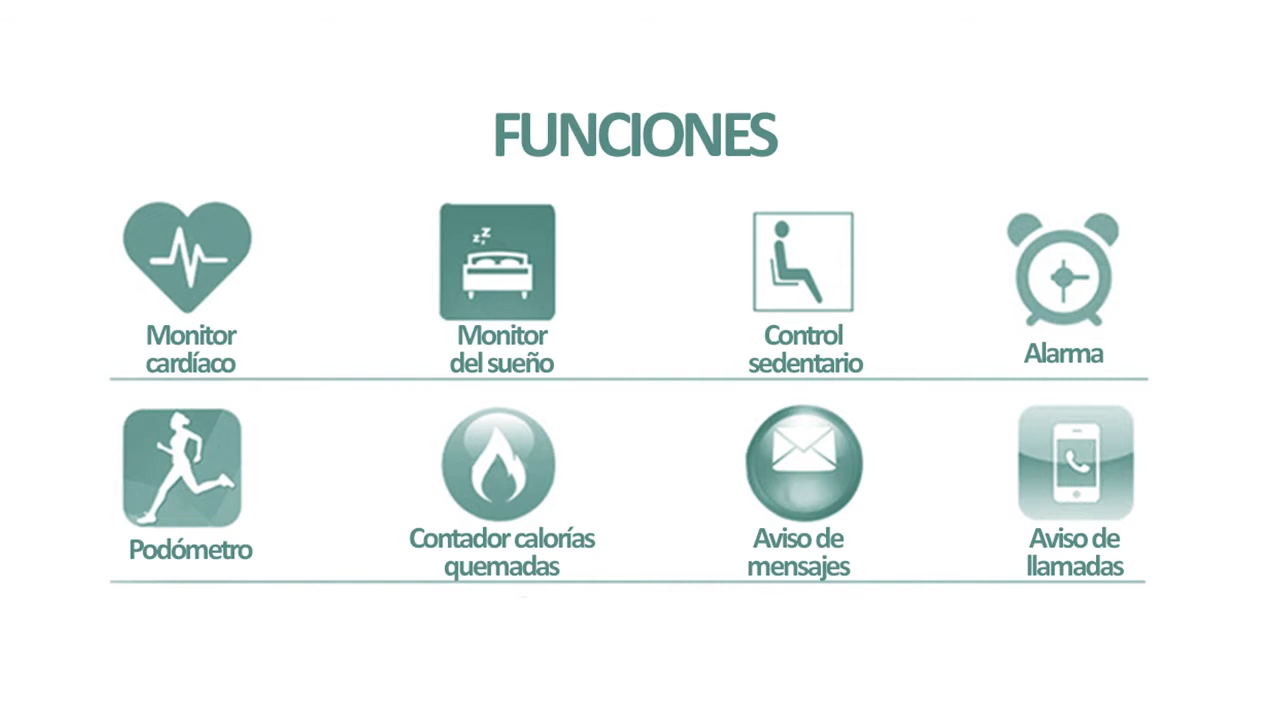 FUNCIONES
Monitor
cardíaco
Monitor
del sueño
Control
sedentario
Alarma
Podómetro
Contador calorías
quemadas
Aviso de
mensajes
Aviso de
llamadas